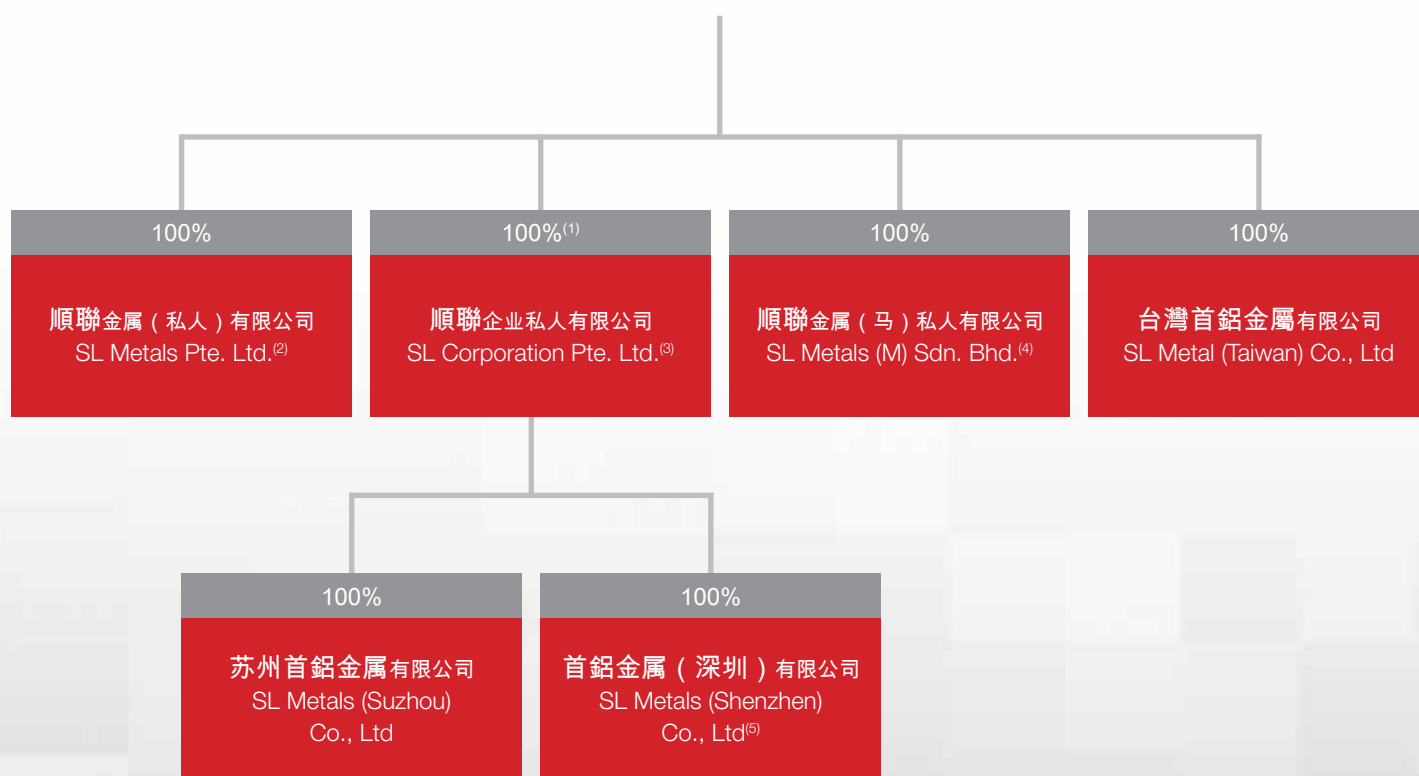 100%
順聯金属（私人）有限公司
SL Metals Pte. Ltd.(2)
100%(1)
順聯企业私人有限公司
SL Corporation Pte. Ltd.(3)
100%
順聯金属（马）私人有限公司
SL Metals (M) Sdn. Bhd.(4)
100%
台灣首鋁金屬有限公司
SL Metal (Taiwan) Co., Ltd
100%
苏州首鋁金属有限公司
SL Metals (Suzhou)
Co., Ltd
100%
首鋁金属（深圳）有限公司
SL Metals (Shenzhen)
Co., Ltd(5)